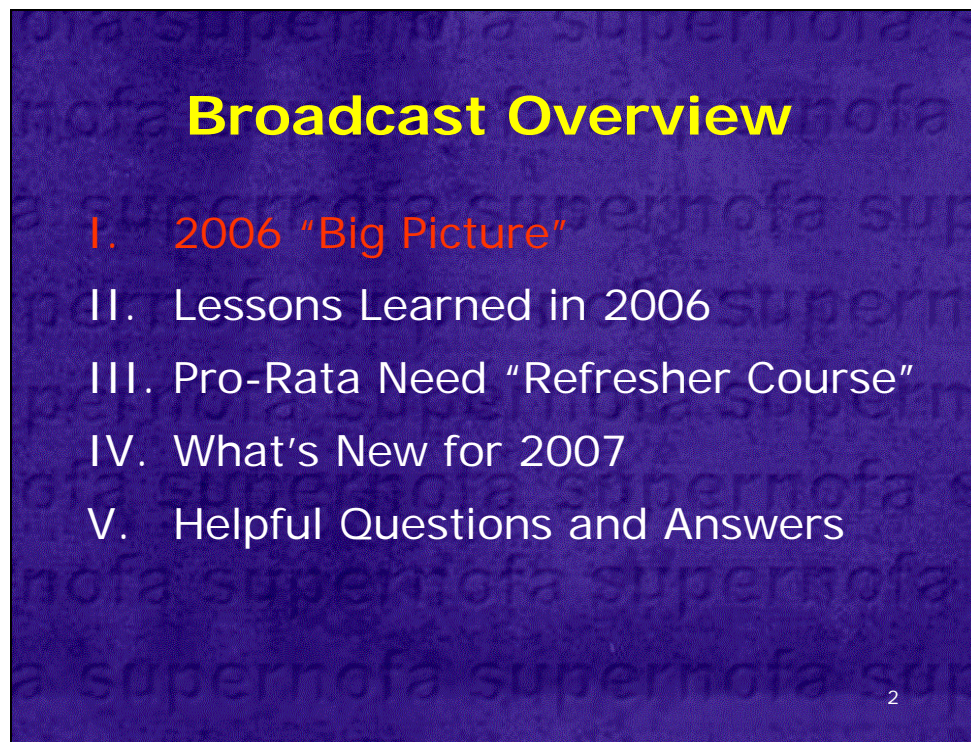 Broadcast Overview
I. 2006 “Big Picture”
II. Lessons Learned in 2006
III. Pro-Rata Need “Refresher Course”
IV. What’s New for 2007
V. Helpful Questions and Answers
2